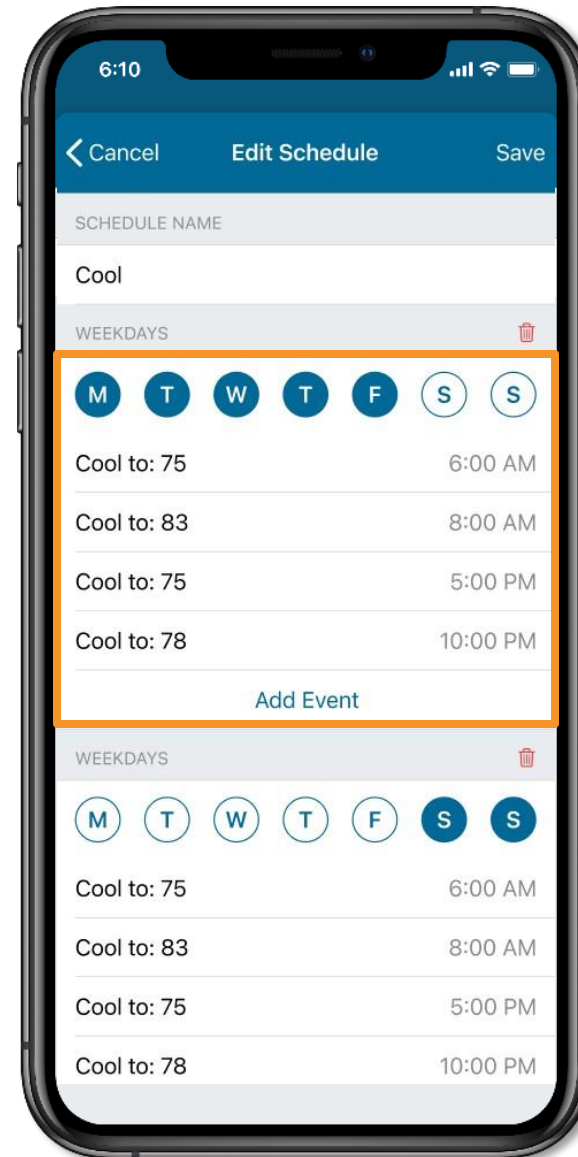 6:10
Cancel Edit Schedule Save
SCHEDULE NAME
Cool
WEEKDAYS
M T W T F S S
Cool to: 75 6:00 AM
Cool to: 83 8:00 AM
Cool to: 75 5:00 PM
Cool to: 78 10:00 PM
Add Event
WEEKDAYS
M T W T F S S
Cool to: 75 6:00 AM
Cool to: 83 8:00 AM
Cool to: 75 5:00 PM
Cool to: 78 10:00 PM